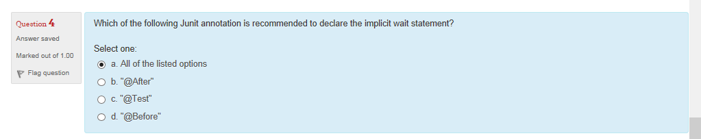 Question 4
Answer saved
Marked out of 1.00
Flag question
Which of the following Junit annotation is recommended to declare the implicit wait statement?
Select one:
a. All of the listed options
b. "@After"
c. "@Test"
d. "@Before"